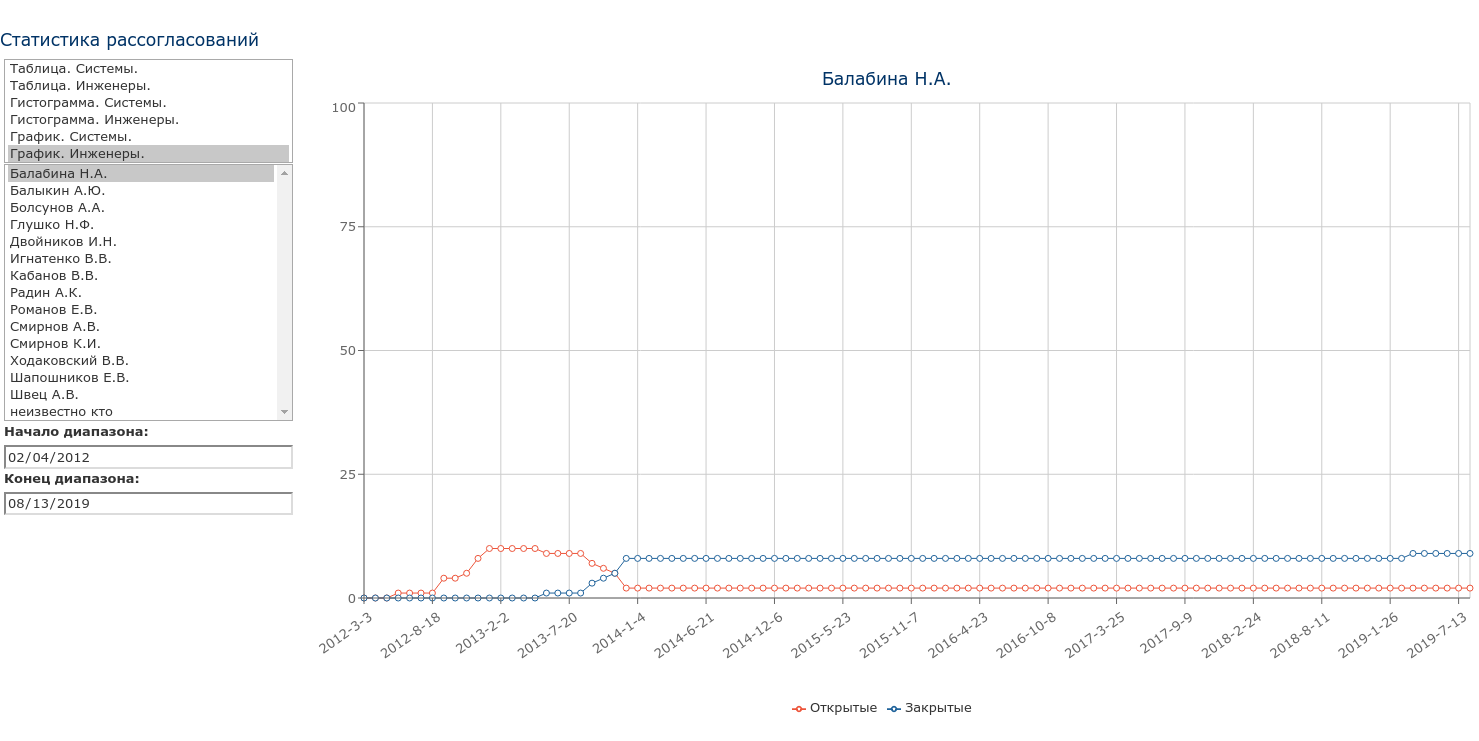 Статистика рассогласований
Таблица. Системы.
Таблица. Инженеры.
Гистограмма. Системы.
Гистограмма. Инженеры.
График. Системы.
График. Инженеры.
Балабина Н.А.
Балыкин А.Ю.
Болсунов А.А.
Глушко Н.Ф.
Двойников И.Н.
Игнатенко В.В.
Кабанов В.В.
Радин А.К.
Романов Е.В.
Смирнов А.В.
Смирнов К.И.
Ходаковский В.В.
Шапошников Е.В.
Швец А.В.
неизвестно кто
Начало диапазона:
02/04/2012
Конец диапазона:
08/13/2019
Балабина Н.А.
100
75
50
25
0
2012-3-3
2012-8-18
2013-2-2
2013-7-20
2014-1-4
2014-6-21
2014-12-6
2015-5-23
2015-11-7
2016-4-23
2016-10-8
2017-3-25
2017-9-9
2018-2-24
2018-8-11
2019-1-26
2019-7-13
Открытые
Закрытые